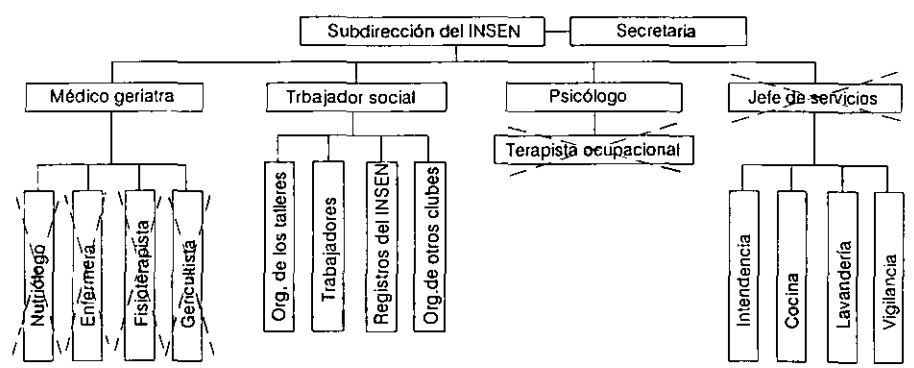 Subdirección del INSEN
Secretaria
Médico geriatra
Trbajador social
Psicólogo
Jefe de servicios
Terapista ocupacional
Nutriólogo
Enfermera
Fisioterapista
Gericultista
Org. de los talleres
Trabajadores
Registros del INSEN
Org.de otros clubes
Intendencia
Cocina
Lavandería
Vigilancia